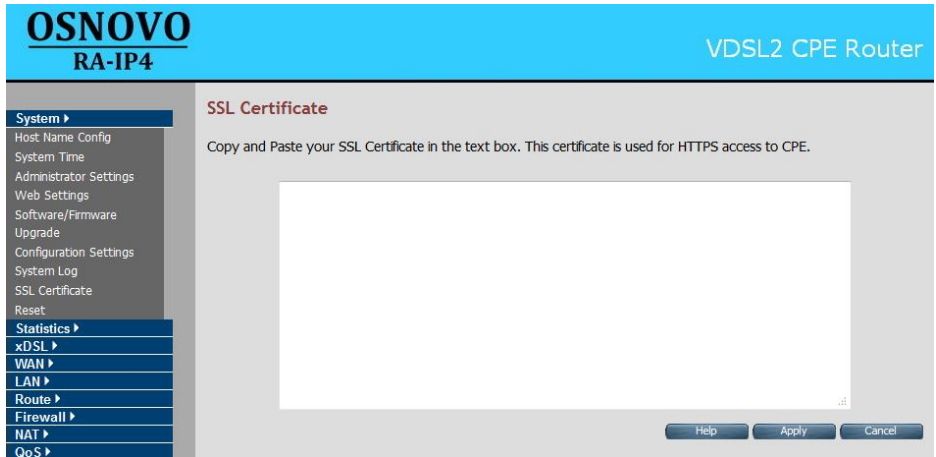 OSNOVO
RA-IP4
VDSL2 CPE Router
System
Host Name Config
System Time
Administrator Settings
Web Settings
Software/Firmware
Upgrade
Configuration Settings
System Log
SSL Certificate
Reset
Statistics
xDSL
WAN
LAN
Route
Firewall
NAT
QoS
SSL Certificate
Copy and Paste your SSL Certificate in the text box. This certificate is used for HTTPS access to CPE.
Help
Apply
Cancel